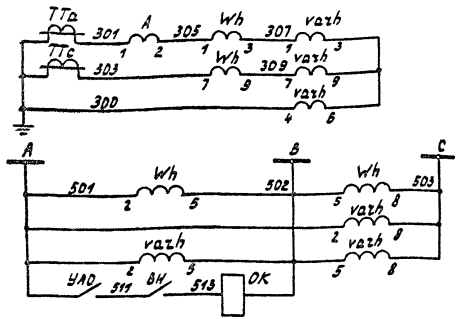 ТТа 301 А 305 Wh 307 varh
1 2 1 3 1 3
ТТс 303 Wh 309 varh
7 9 7 9
300 varh
4 6
А В С
501 Wh 502 Wh 503
2 5 5 8
varh
2 8
varh varh
2 5 5 8
УАО 511 ВН 513 ОК